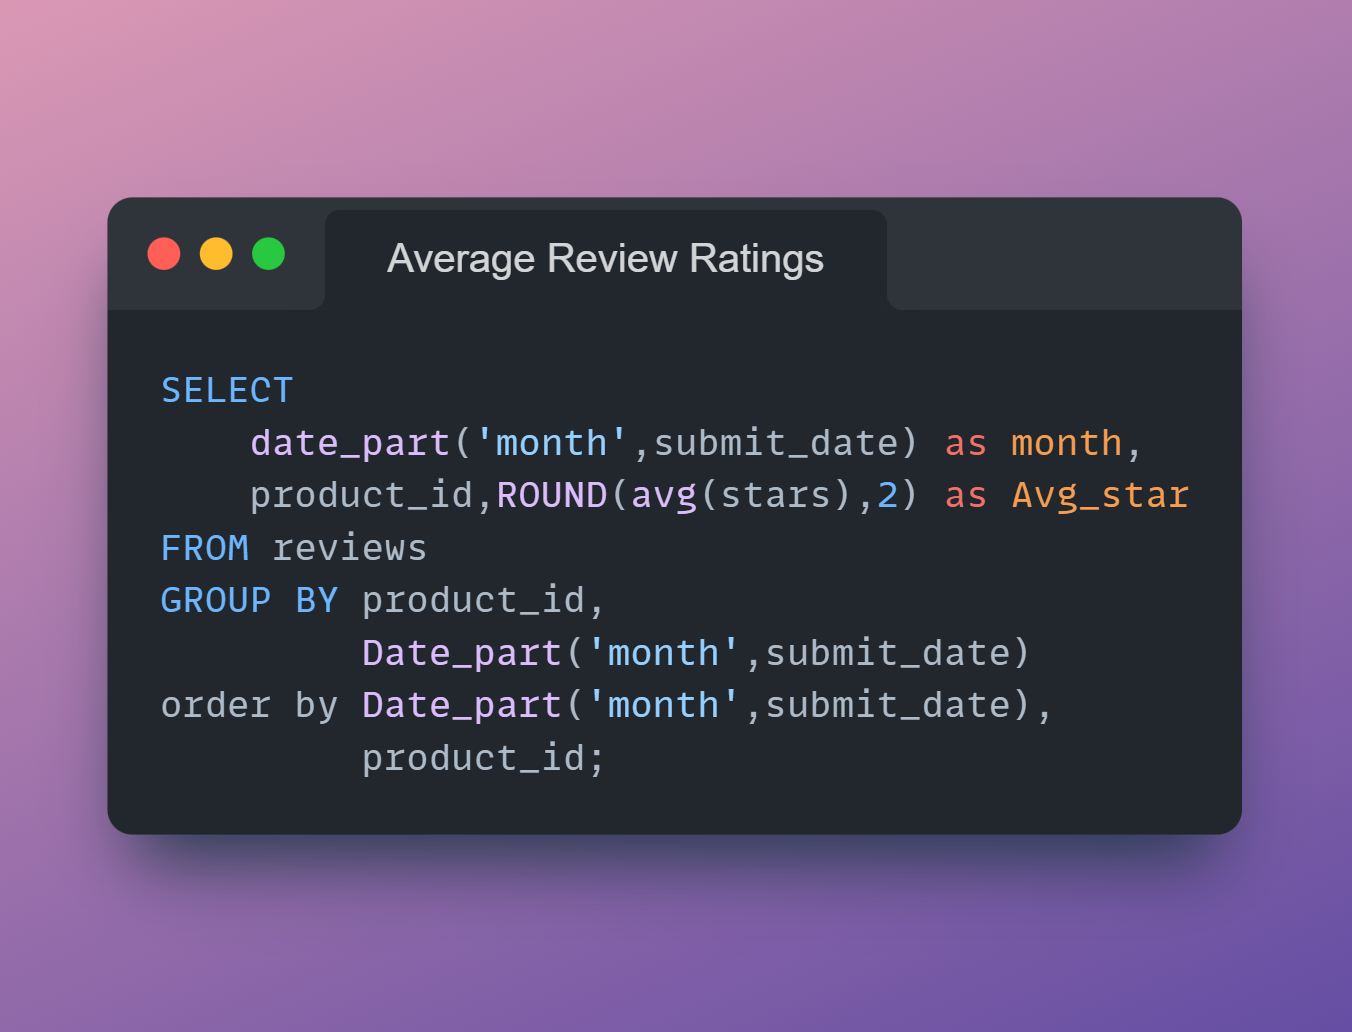 Average Review Ratings
SELECT
    date_part('month',submit_date) as month,
    product_id,ROUND(avg(stars),2) as Avg_star
FROM reviews
GROUP BY product_id,
         Date_part('month',submit_date)
order by Date_part('month',submit_date),
         product_id;